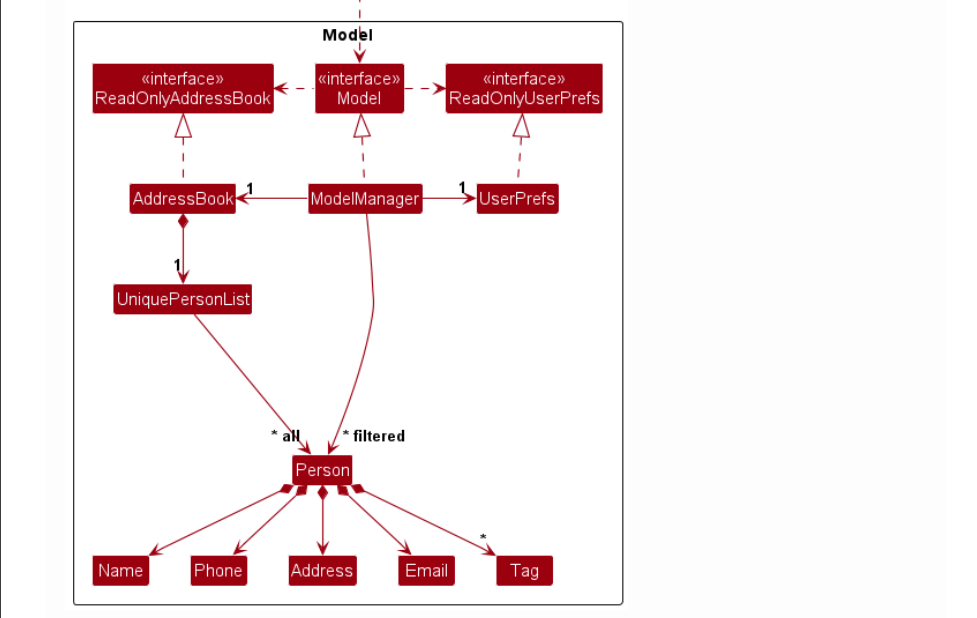 Model
«interface»
ReadOnlyAddressBook
«interface»
Model
«interface»
ReadOnlyUserPrefs
AddressBook
1
ModelManager
1
UserPrefs
1
UniquePersonList
* all
* filtered
Person
*
Name
Phone
Address
Email
Tag